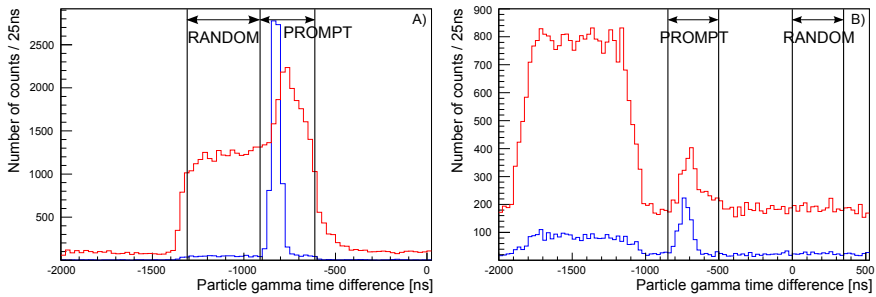 A)
RANDOM
PROMPT
Number of counts / 25ns
2500
2000
1500
1000
500
-2000
-1500
-1000
-500
0
Particle gamma time difference [ns]
B)
PROMPT
RANDOM
Number of counts / 25ns
900
800
700
600
500
400
300
200
100
-2000
-1500
-1000
-500
0
500
Particle gamma time difference [ns]